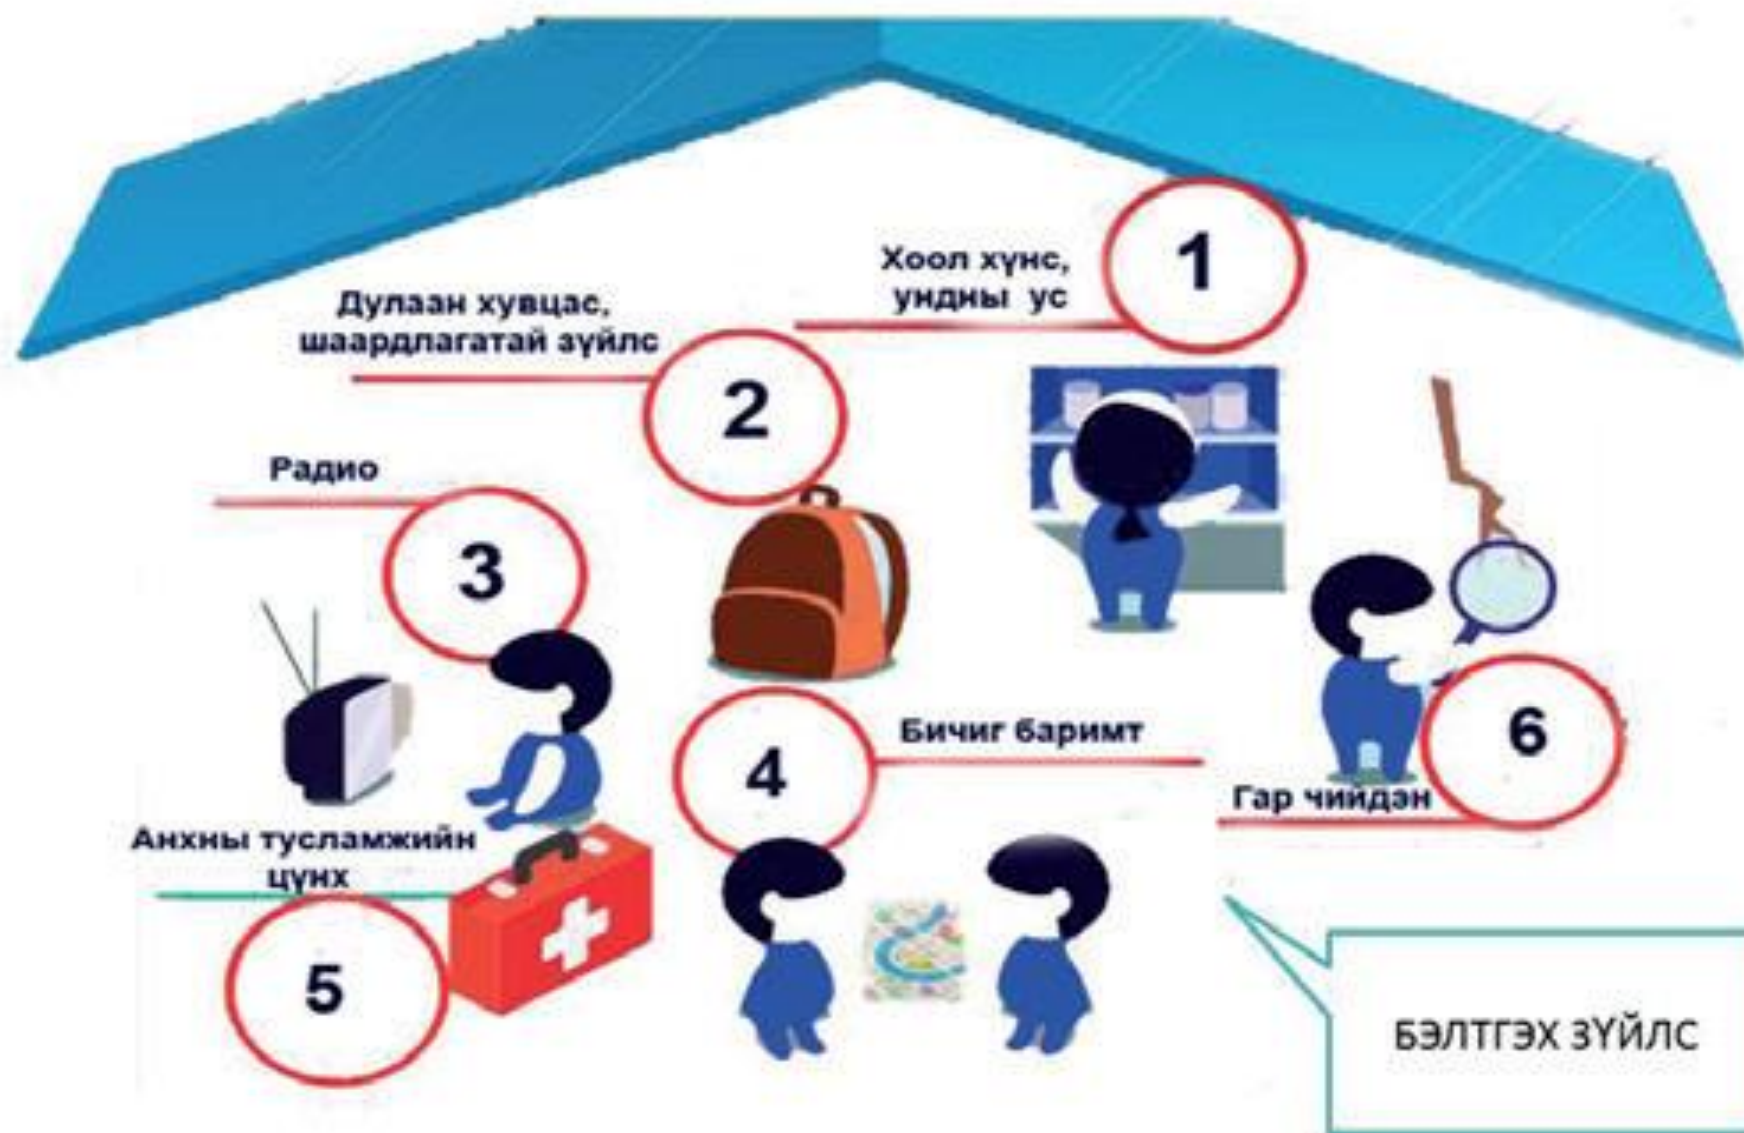 1
Хоол хүнс,
ундны ус
2
Дулаан хувцас,
шаардлагатай зүйлс
3
Радио
4
Бичиг баримт
5
Анхны тусламжийн
цүнх
6
Гар чийдэн
БЭЛТГЭХ ЗҮЙЛС